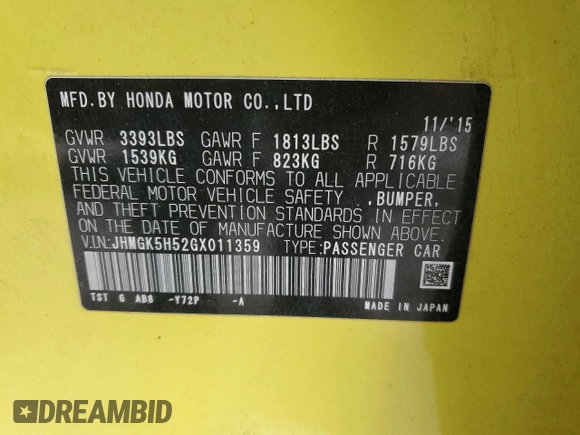 MFD.BY HONDA MOTOR CO.,LTD
11/'15
GVWR 3393LBS GAWR F 1813LBS R 1579LBS
GVWR 1539KG GAWR F 823KG R 716KG
THIS VEHICLE CONFORMS TO ALL APPLICABLE
FEDERAL MOTOR VEHICLE SAFETY ,BUMPER,
AND THEFT PREVENTION STANDARDS IN EFFECT
ON THE DATE OF MANUFACTURE SHOWN ABOVE.
V.I.N:JHMGK5H52GX011359 TYPE:PASSENGER CAR
TST G AB8 -Y72P -A
MADE IN JAPAN
DREAMBID